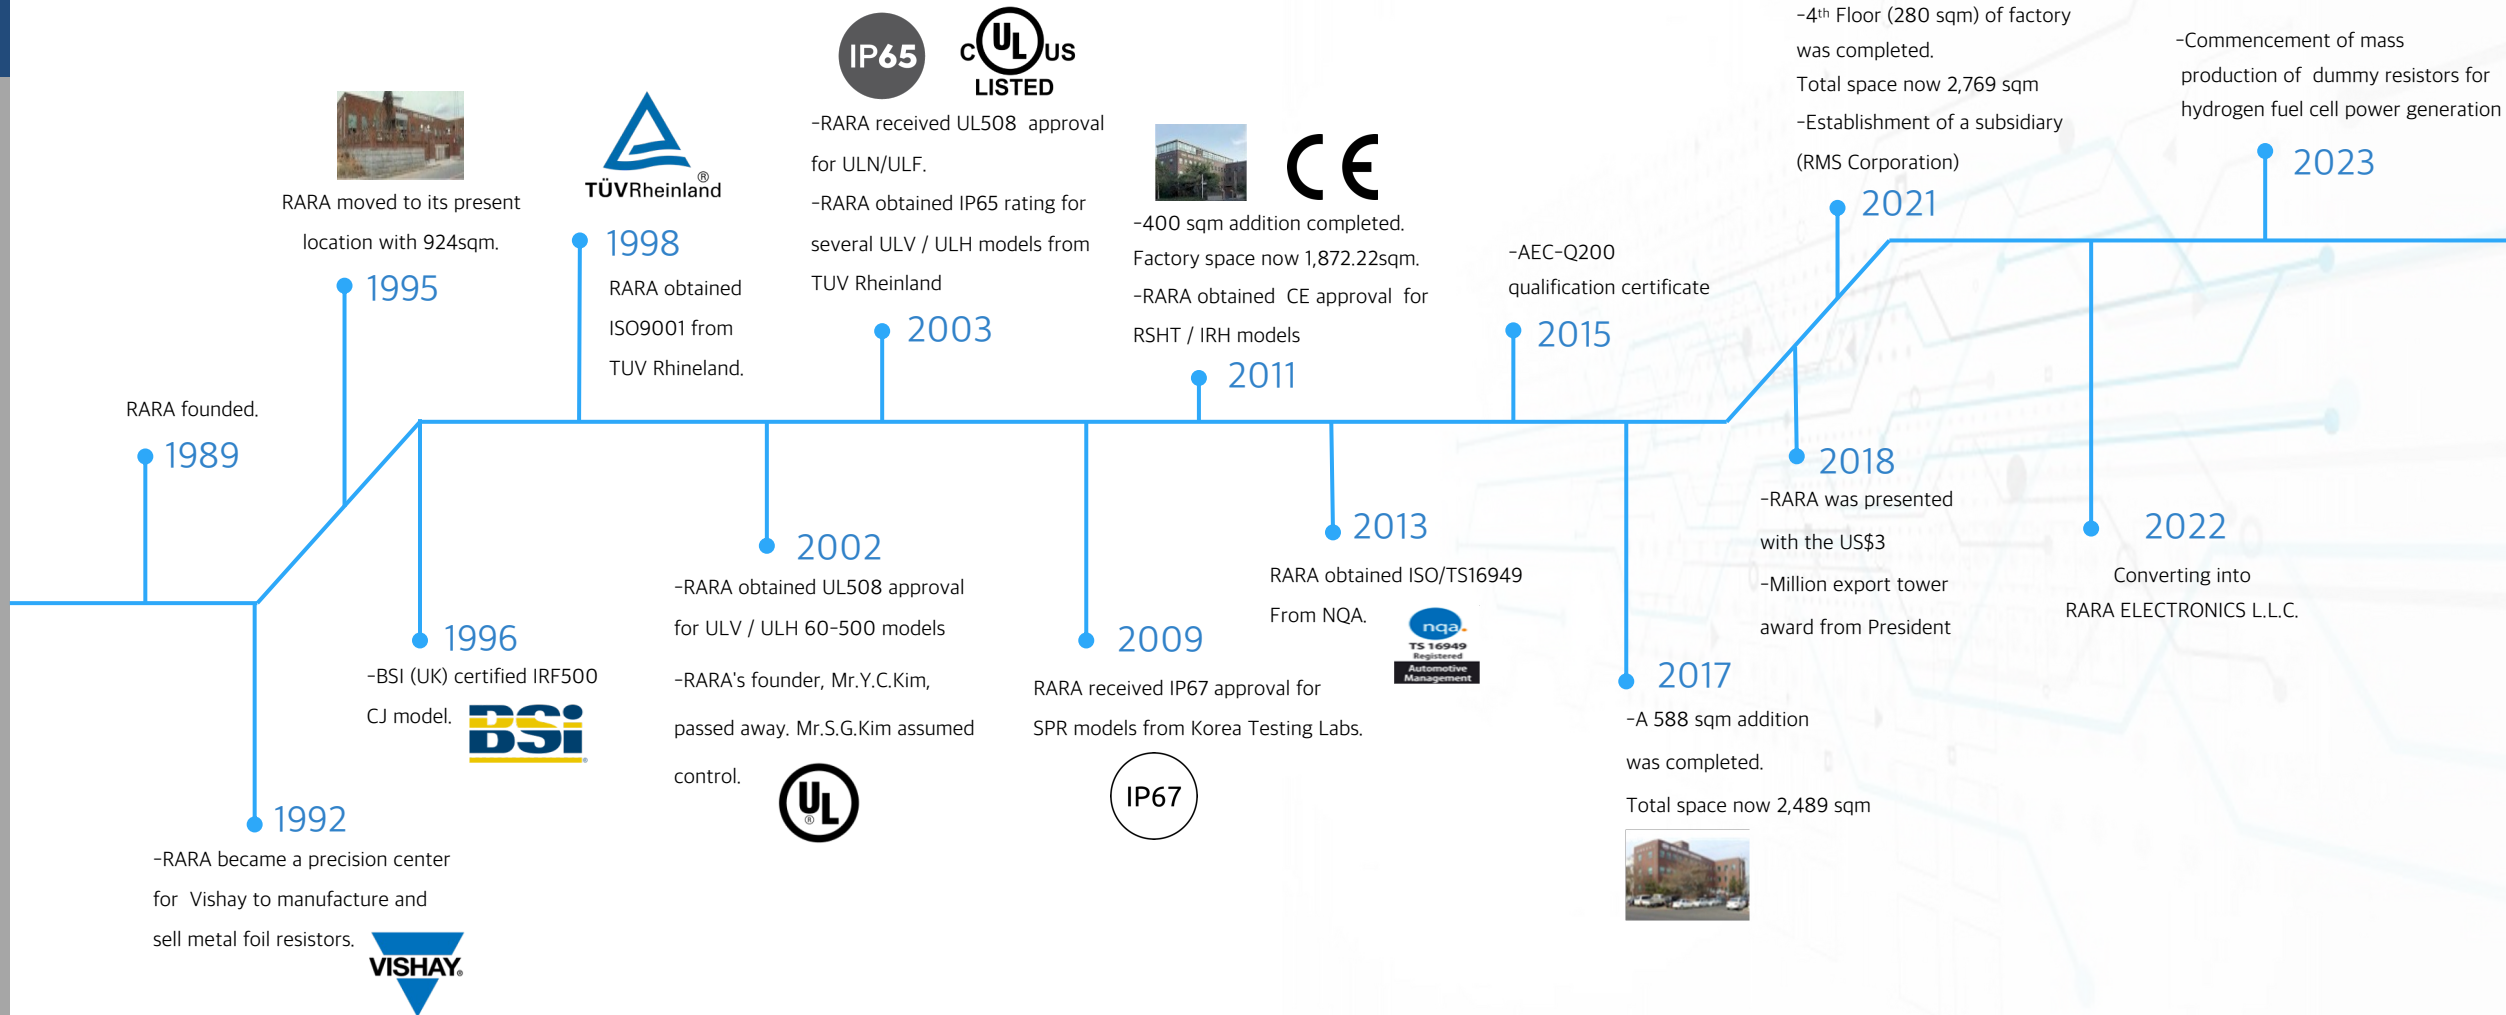 RARA founded.
1989
-RARA became a precision center
for Vishay to manufacture and
sell metal foil resistors.
1992
VISHAY®
RARA moved to its present
location with 924sqm.
1995
1996
-BSI (UK) certified IRF500
CJ model.
BSi®
TÜVRheinland®
1998
RARA obtained
ISO9001 from
TUV Rhineland.
2002
-RARA obtained UL508 approval
for ULV / ULH 60-500 models
-RARA's founder, Mr.Y.C.Kim,
passed away. Mr.S.G.Kim assumed
control.
UL®
IP65
C UL US
LISTED
-RARA received UL508 approval
for ULN/ULF.
-RARA obtained IP65 rating for
several ULV / ULH models from
TUV Rheinland
2003
2009
RARA received IP67 approval for
SPR models from Korea Testing Labs.
IP67
CE
-400 sqm addition completed.
Factory space now 1,872.22sqm.
-RARA obtained CE approval for
RSHT / IRH models
2011
2013
RARA obtained ISO/TS16949
From NQA.
nqa.
TS 16949
Registered
Automotive
Management
-AEC-Q200
qualification certificate
2015
2017
-A 588 sqm addition
was completed.
Total space now 2,489 sqm
2018
-RARA was presented
with the US$3
-Million export tower
award from President
-4th Floor (280 sqm) of factory
was completed.
Total space now 2,769 sqm
-Establishment of a subsidiary
(RMS Corporation)
2021
2022
Converting into
RARA ELECTRONICS L.L.C.
-Commencement of mass
production of dummy resistors for
hydrogen fuel cell power generation
2023